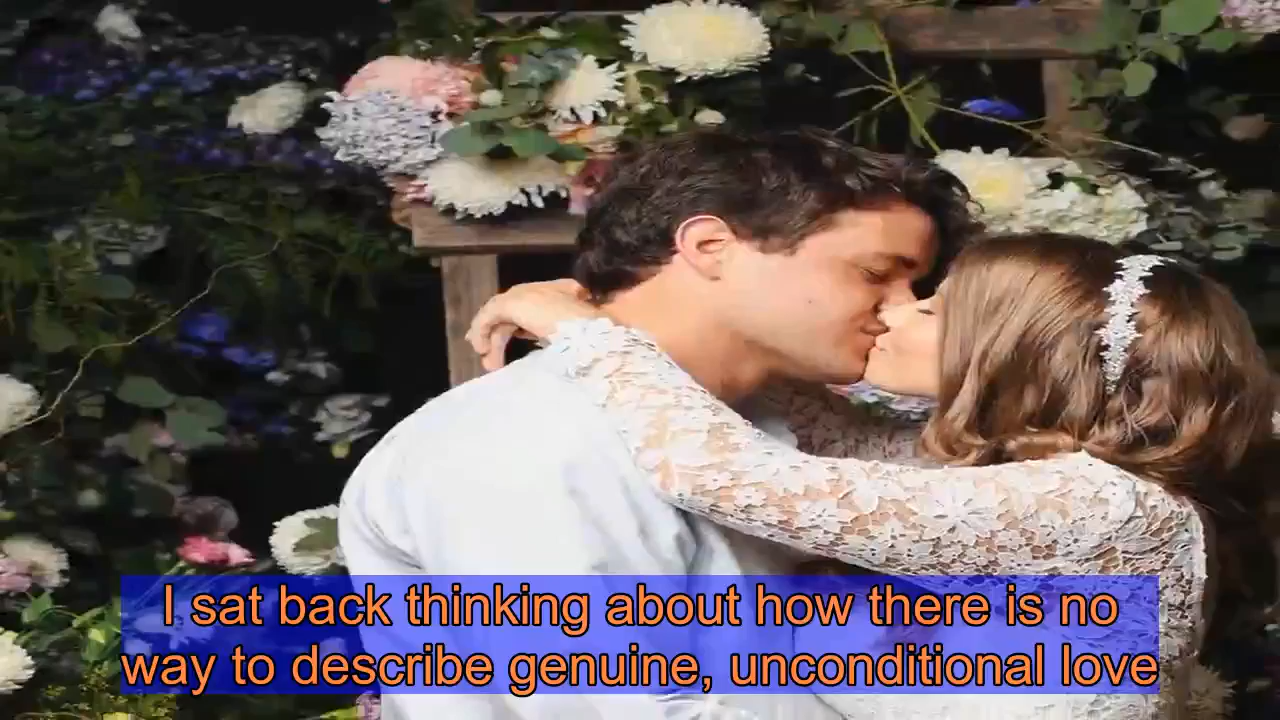 I sat back thinking about how there is no
way to describe genuine, unconditional love